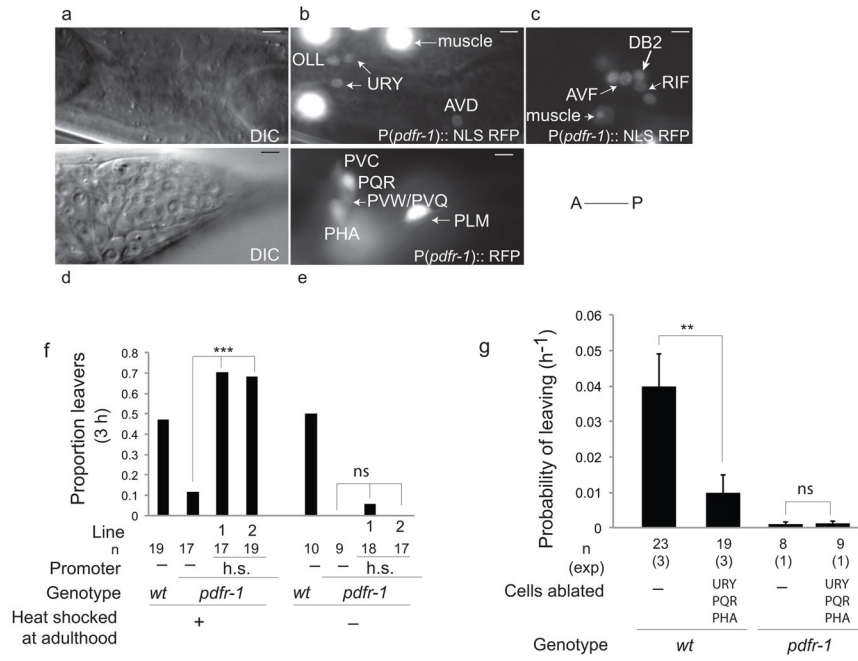 a
b
c
OLL
URY
muscle
AVD
DIC
P(pdfr-1):: NLS RFP
DB2
AVF
RIF
muscle
P(pdfr-1):: NLS RFP
DIC
PVC
PQR
PVW/PVQ
PHA
PLM
P(pdfr-1):: RFP
A P
d
e
f
Proportion leavers
(3 h)
0.8
0.7
0.6
0.5
0.4
0.3
0.2
0.1
0
***
ns
Line 1 2 1 2
n 19 17 17 19 10 9 18 17
Promoter – – h.s. – – h.s.
Genotype wt pdfr-1 wt pdfr-1
Heat shocked
at adulthood + –
g
Probability of leaving (h-1)
0.06
0.05
0.04
0.03
0.02
0.01
0
**
ns
n 23 19 8 9
(exp) (3) (3) (1) (1)
Cells ablated – URY – URY
PQR PQR
PHA PHA
Genotype wt pdfr-1